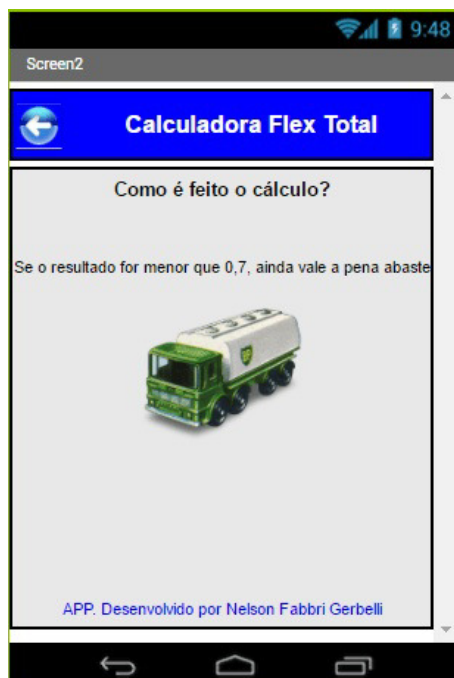 9:48
Screen2
Calculadora Flex Total
Como é feito o cálculo?
Se o resultado for menor que 0,7, ainda vale a pena abaste
APP. Desenvolvido por Nelson Fabbri Gerbelli